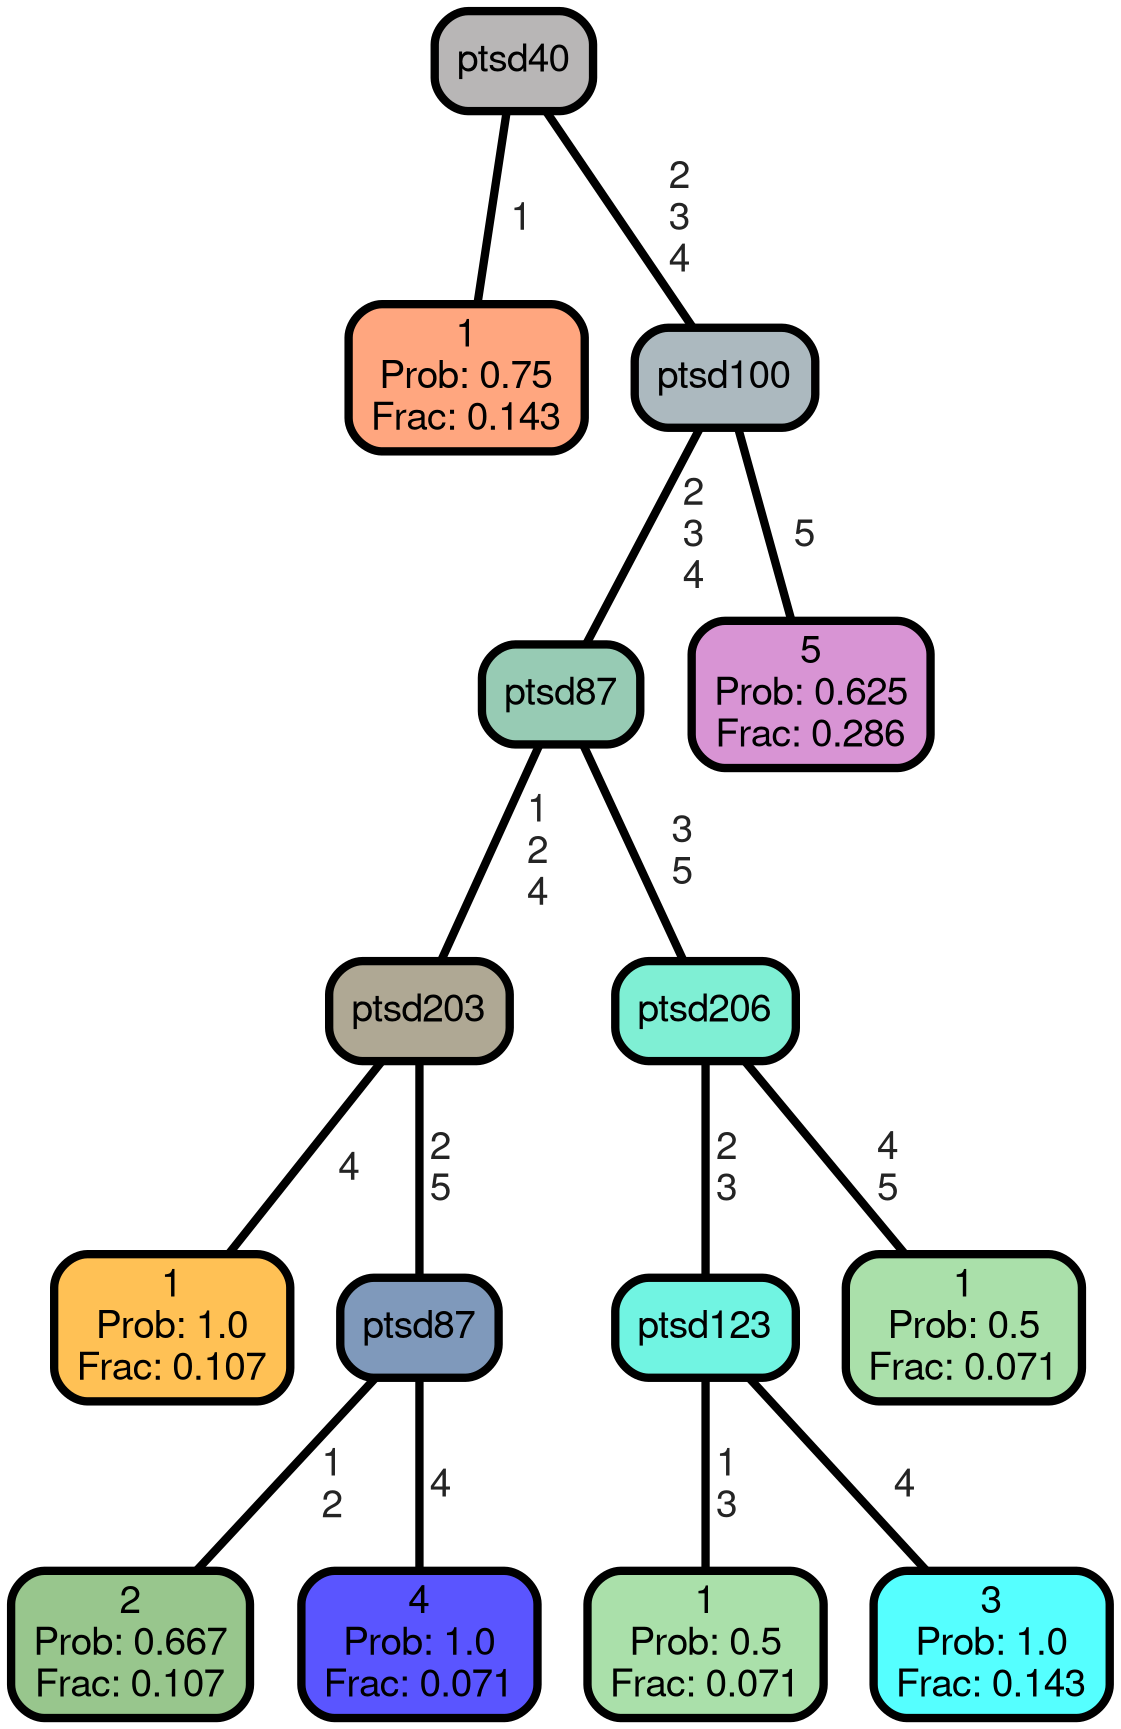 ptsd40
1
2
3
4
1
Prob: 0.75
Frac: 0.143
ptsd100
2
3
4
5
ptsd87
5
Prob: 0.625
Frac: 0.286
1
2
4
3
5
ptsd203
ptsd206
4
2
5
2
3
4
5
1
Prob: 1.0
Frac: 0.107
ptsd87
ptsd123
1
Prob: 0.5
Frac: 0.071
1
2
4
1
3
4
2
Prob: 0.667
Frac: 0.107
4
Prob: 1.0
Frac: 0.071
1
Prob: 0.5
Frac: 0.071
3
Prob: 1.0
Frac: 0.143